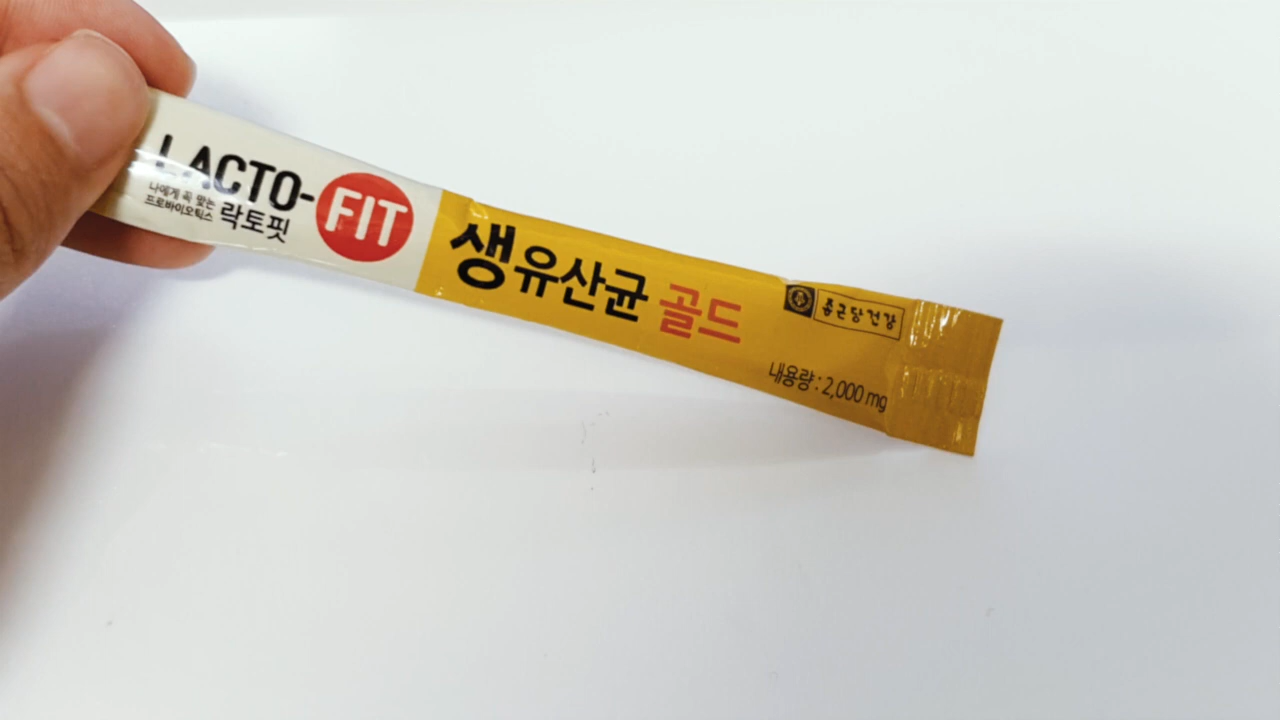 LACTO-FIT
나에게 꼭 맞는
프로바이오틱스 락토핏
생유산균 골드
종근당건강
내용량 : 2,000 mg